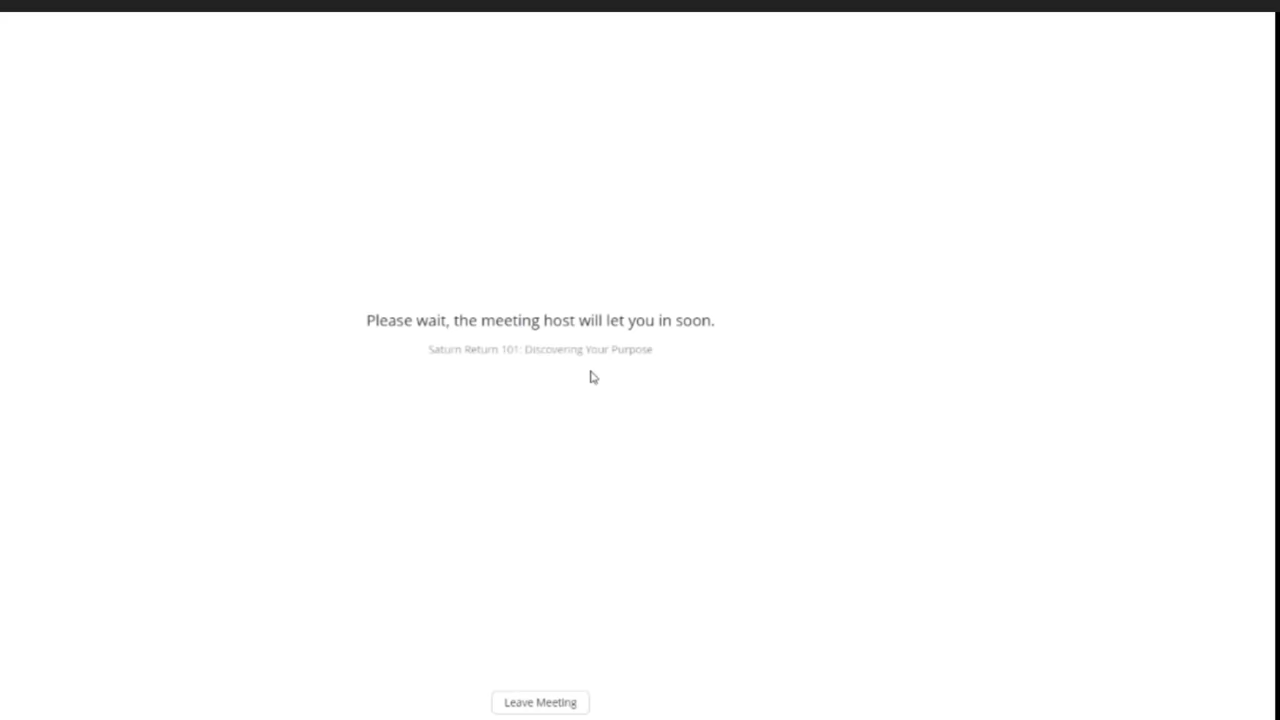 Please wait, the meeting host will let you in soon.
Saturn Return 101: Discovering Your Purpose
Leave Meeting